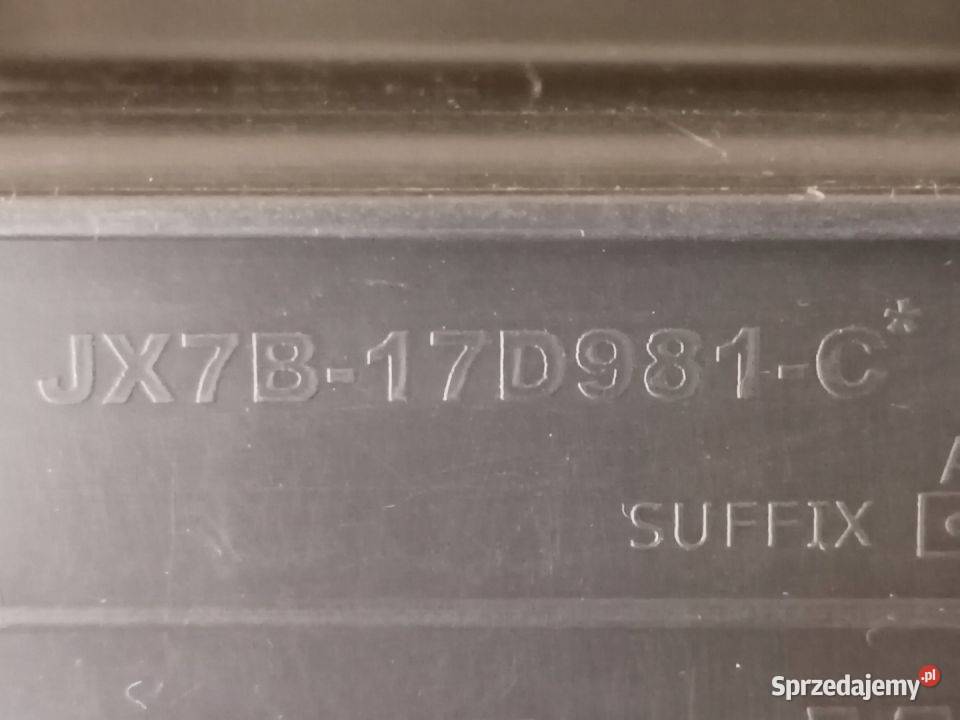 JX7B-17D981-C*
SUFFIX
Sprzedajemy.pl